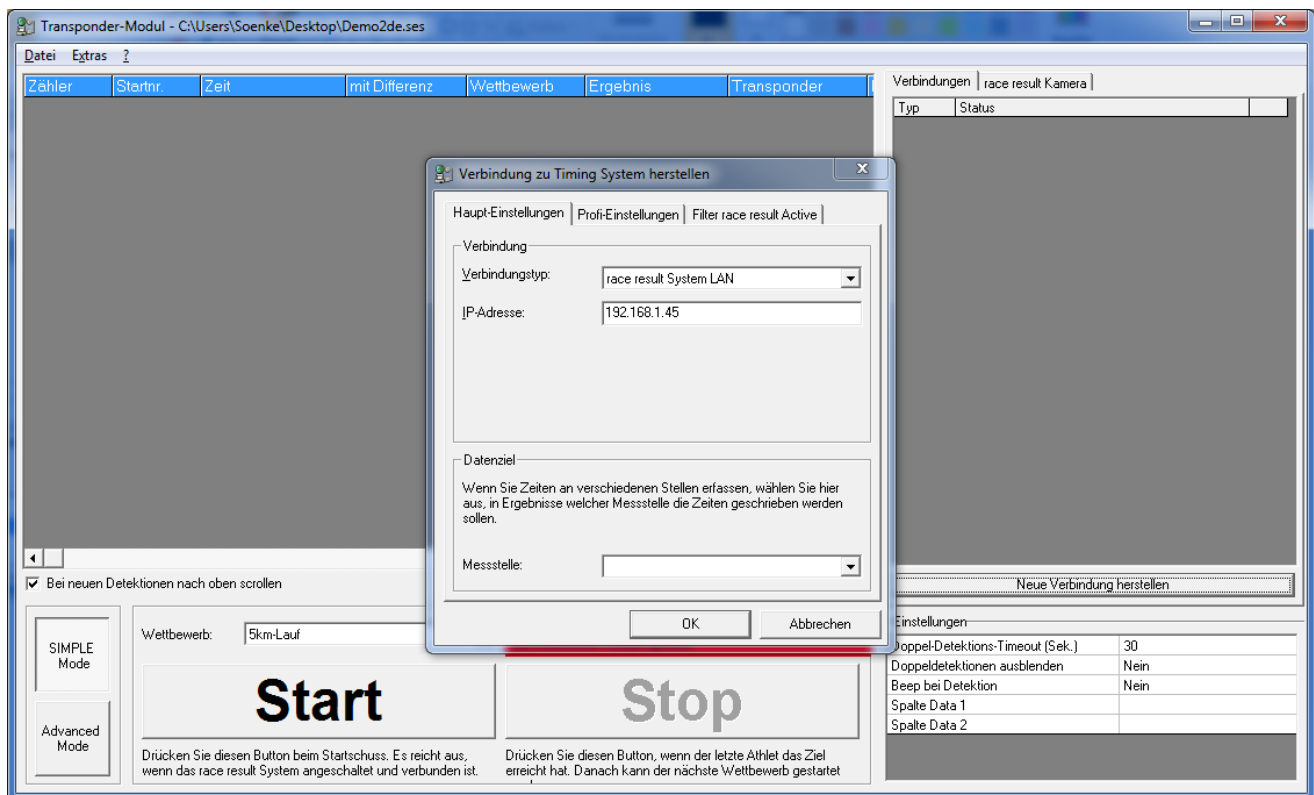 Transponder-Modul - C:\Users\Soenke\Desktop\Demo2de.ses
Datei Extras ?
Zähler Startnr. Zeit mit Differenz Wettbewerb Ergebnis Transponder
Verbindungen race result Kamera
Typ Status
Verbindung zu Timing System herstellen
Haupt-Einstellungen Profi-Einstellungen Filter race result Active
Verbindung
Verbindungstyp: race result System LAN
IP-Adresse: 192.168.1.45
Datenziel
Wenn Sie Zeiten an verschiedenen Stellen erfassen, wählen Sie hier
aus, in Ergebnisse welcher Messstelle die Zeiten geschrieben werden
sollen.
Messstelle:
OK Abbrechen
Bei neuen Detektionen nach oben scrollen
Neue Verbindung herstellen
SIMPLE
Mode
Advanced
Mode
Wettbewerb: 5km-Lauf
Start
Drücken Sie diesen Button beim Startschuss. Es reicht aus,
wenn das race result System angeschaltet und verbunden ist.
Stop
Drücken Sie diesen Button, wenn der letzte Athlet das Ziel
erreicht hat. Danach kann der nächste Wettbewerb gestartet
Einstellungen
Doppel-Detektions-Timeout (Sek.) 30
Doppeldetektionen ausblenden Nein
Beep bei Detektion Nein
Spalte Data 1
Spalte Data 2